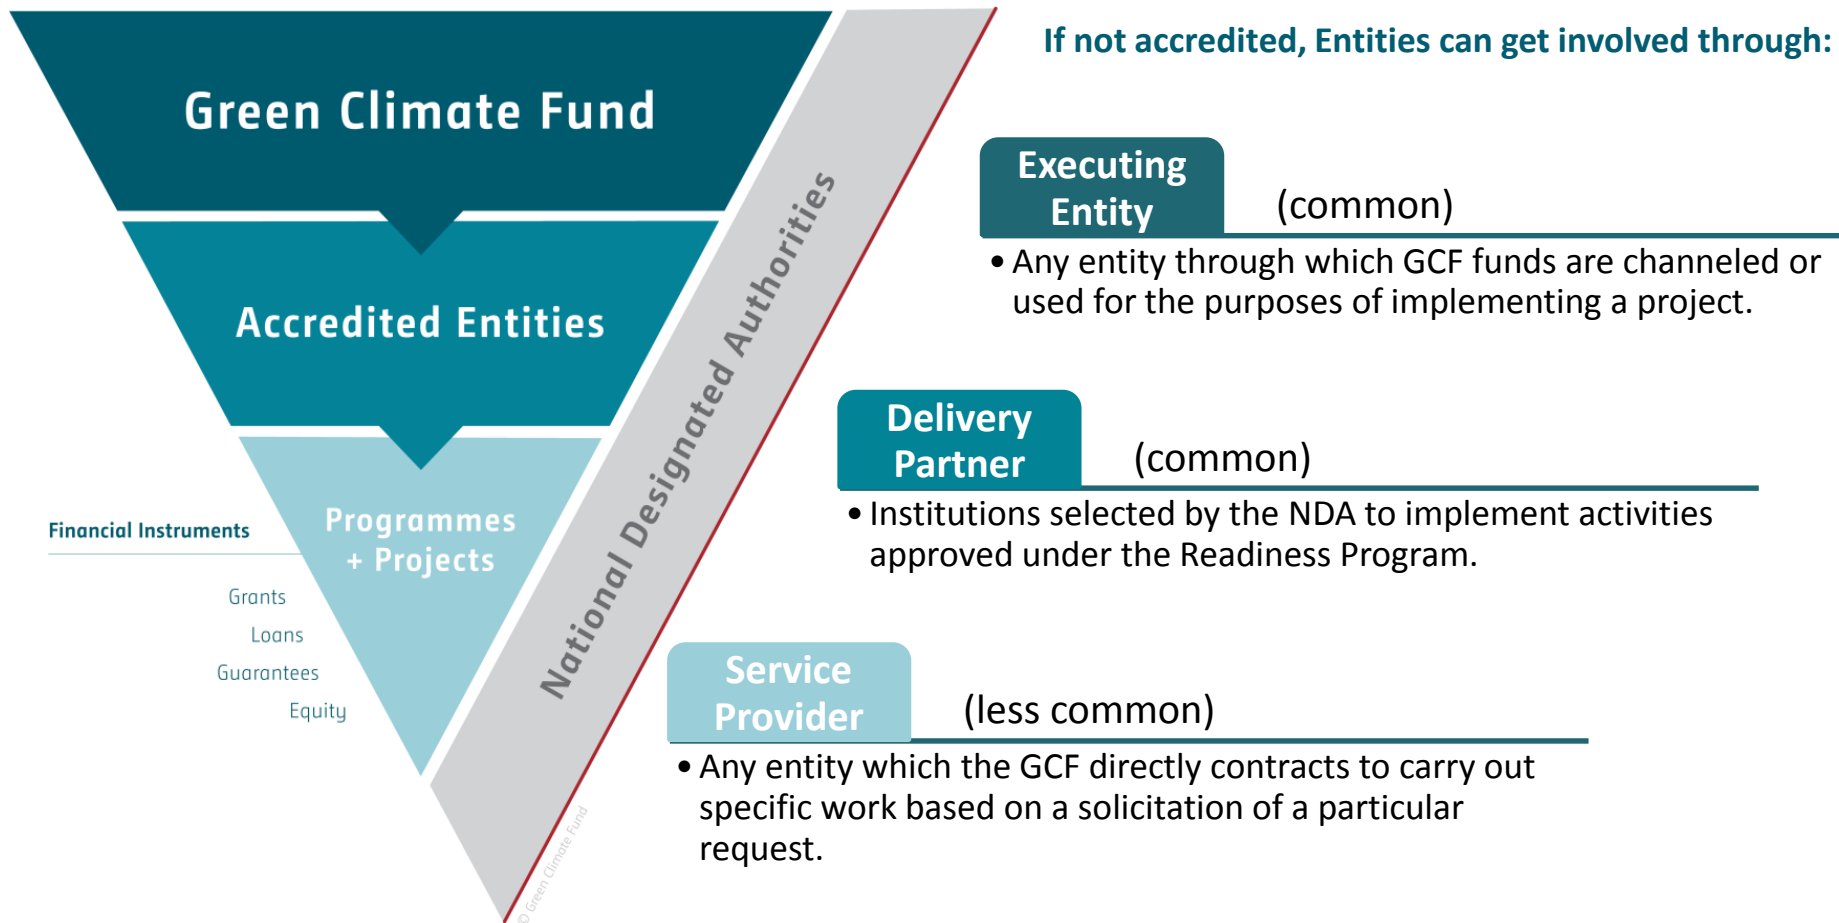 Green Climate Fund
Accredited Entities
Programmes
+ Projects
Financial Instruments
Grants
Loans
Guarantees
Equity
National Designated Authorities
© Green Climate Fund
If not accredited, Entities can get involved through:
Executing
Entity
(common)
• Any entity through which GCF funds are channeled or
used for the purposes of implementing a project.
Delivery
Partner
(common)
• Institutions selected by the NDA to implement activities
approved under the Readiness Program.
Service
Provider
(less common)
• Any entity which the GCF directly contracts to carry out
specific work based on a solicitation of a particular
request.